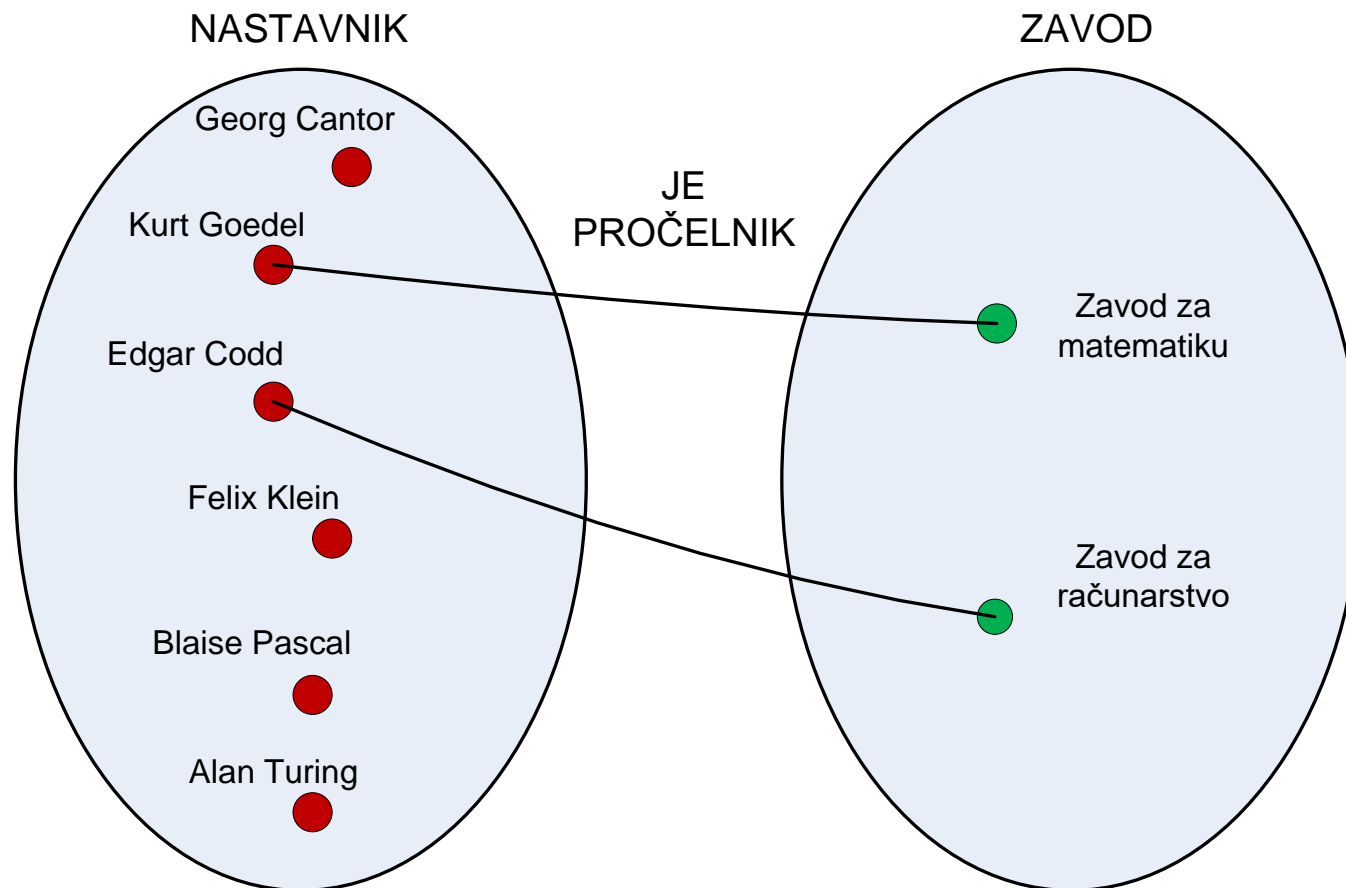 NASTAVNIK
ZAVOD
Georg Cantor
JE
PROČELNIK
Kurt Goedel
Zavod za
matematiku
Edgar Codd
Felix Klein
Zavod za
računarstvo
Blaise Pascal
Alan Turing